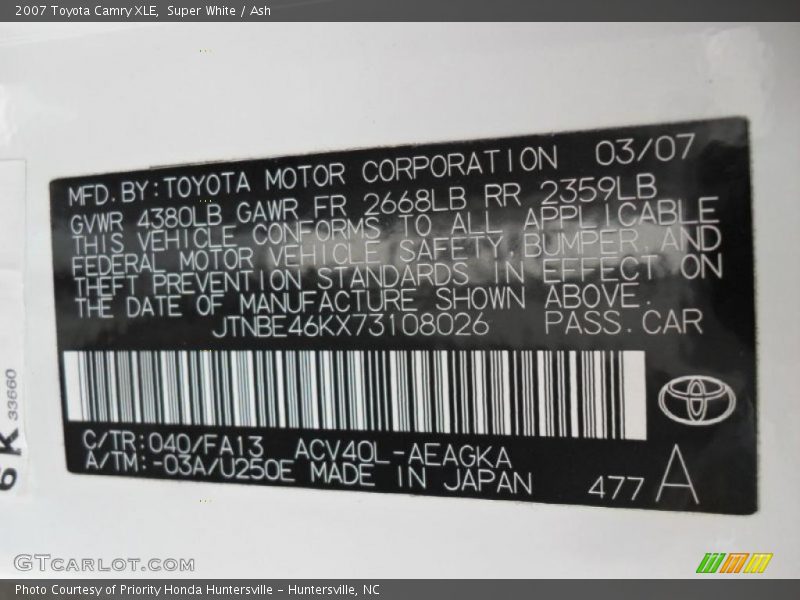 2007 Toyota Camry XLE,  Super White / Ash
MFD. BY: TOYOTA MOTOR CORPORATION 03/07
GVWR 4380LB GAWR FR 2668LB RR 2359LB
THIS VEHICLE CONFORMS TO ALL APPLICABLE
FEDERAL MOTOR VEHICLE SAFETY, BUMPER, AND
THEFT PREVENTION STANDARDS IN EFFECT ON
THE DATE OF MANUFACTURE SHOWN ABOVE.
JTNBE46KX73108026 PASS. CAR
C/TR: 040/FA13 ACV40L-AEAGKA
A/TM: -03A/U250E MADE IN JAPAN
477 A
6 K 33660
GTCARLOT.COM
Photo Courtesy of Priority Honda Huntersville – Huntersville, NC